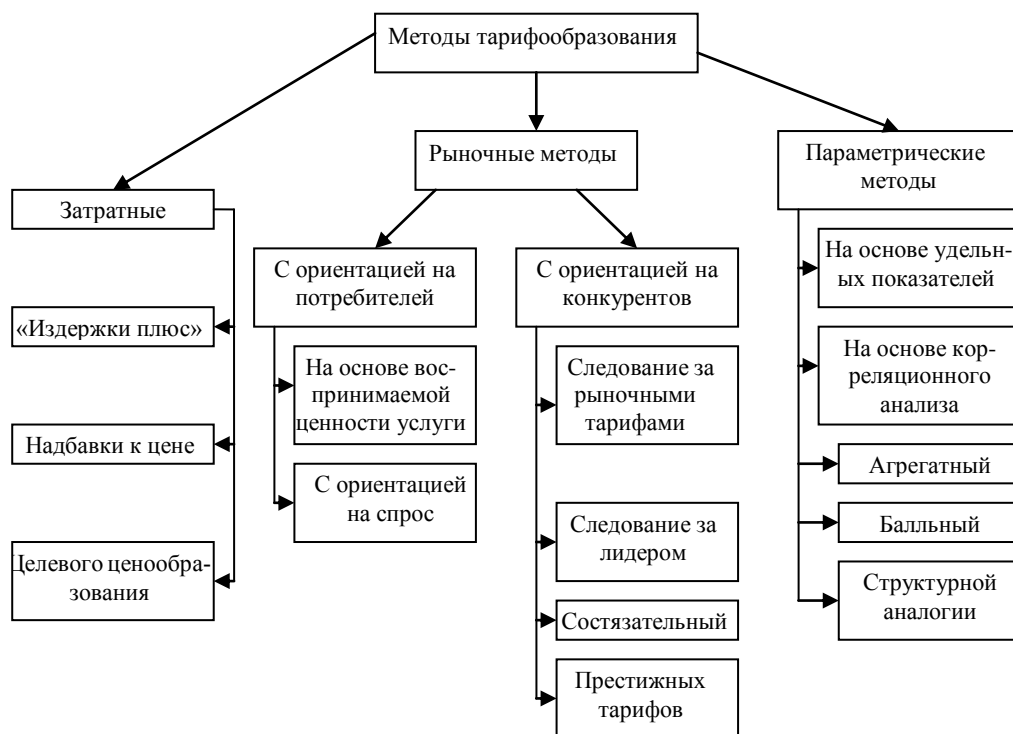 Методы тарифообразования
Затратные
«Издержки плюс»
Надбавки к цене
Целевого ценообра-
зования
Рыночные методы
С ориентацией на
потребителей
На основе вос-
принимаемой
ценности услуги
С ориентацией
на спрос
С ориентацией на
конкурентов
Следование за
рыночными
тарифами
Следование за
лидером
Состязательный
Престижных
тарифов
Параметрические
методы
На основе удельн-
ых показателей
На основе кор-
реляционного
анализа
Агрегатный
Балльный
Структурной
аналогии